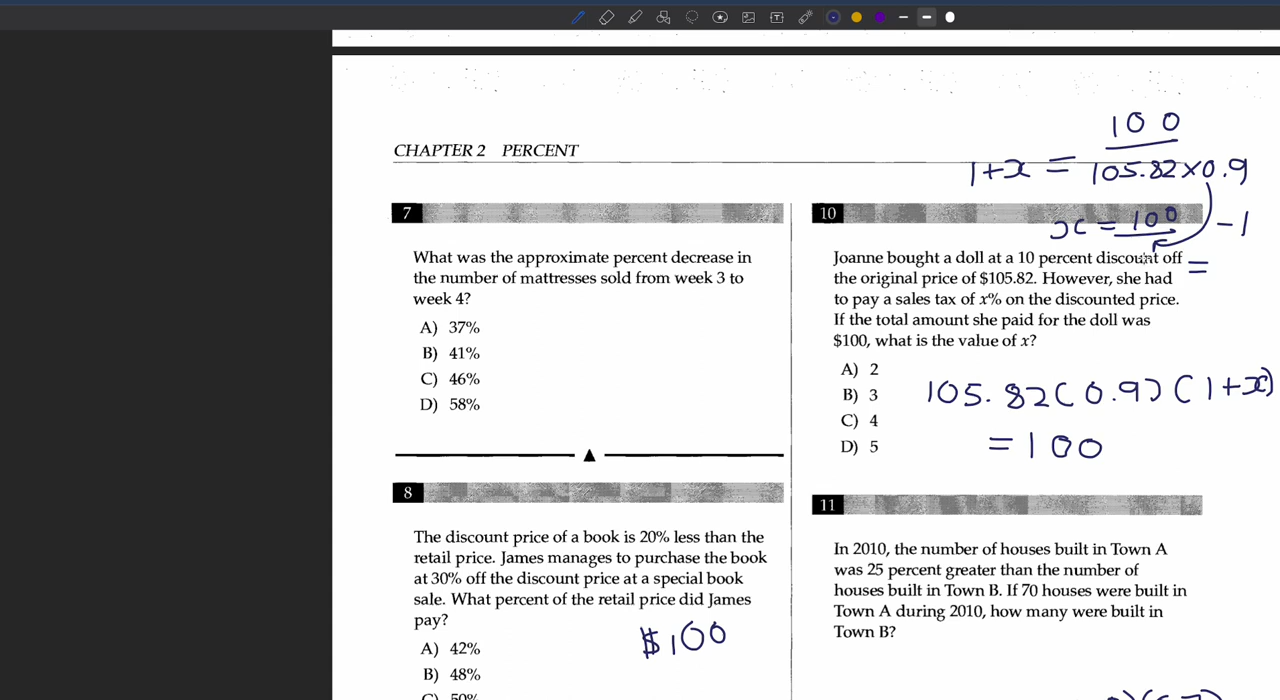 CHAPTER 2 PERCENT
100
1+x = 105.82×0.9
x = 100 - 1
=
7
What was the approximate percent decrease in
the number of mattresses sold from week 3 to
week 4?
A) 37%
B) 41%
C) 46%
D) 58%
8
The discount price of a book is 20% less than the
retail price. James manages to purchase the book
at 30% off the discount price at a special book
sale. What percent of the retail price did James
pay?
$100
A) 42%
B) 48%
C) 50%
10
Joanne bought a doll at a 10 percent discount off
the original price of $105.82. However, she had
to pay a sales tax of x% on the discounted price.
If the total amount she paid for the doll was
$100, what is the value of x?
A) 2
B) 3
C) 4
D) 5
105.82(0.9)(1+x)
= 100
11
In 2010, the number of houses built in Town A
was 25 percent greater than the number of
houses built in Town B. If 70 houses were built in
Town A during 2010, how many were built in
Town B?